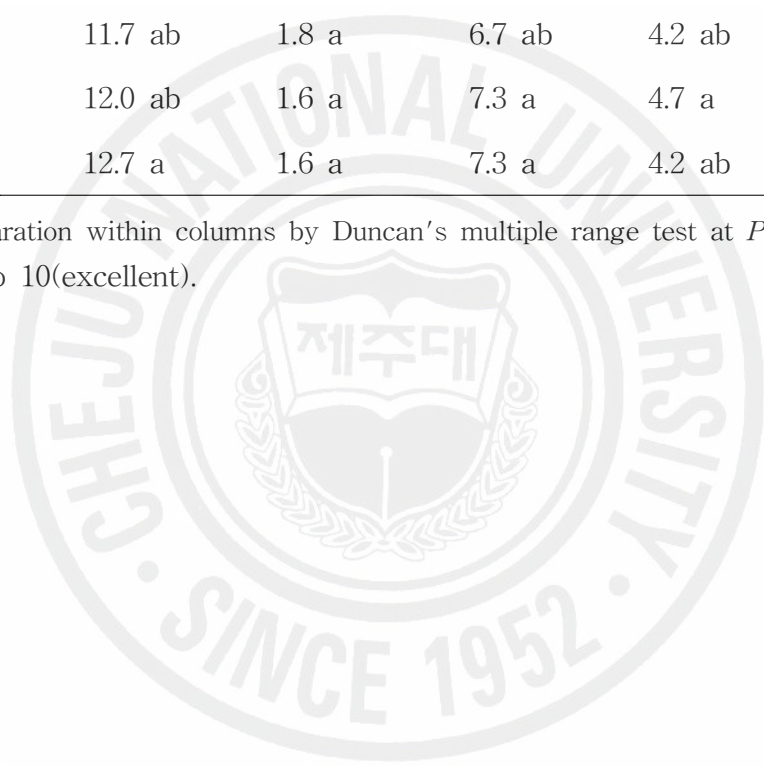 11.7 ab 1.8 a 6.7 ab 4.2 ab
12.0 ab 1.6 a 7.3 a 4.7 a
12.7 a 1.6 a 7.3 a 4.2 ab
aration within columns by Duncan's multiple range test at P
o 10(excellent).
CHEJU NATIONAL UNIVERSITY
제주대
· SINCE 1952 ·